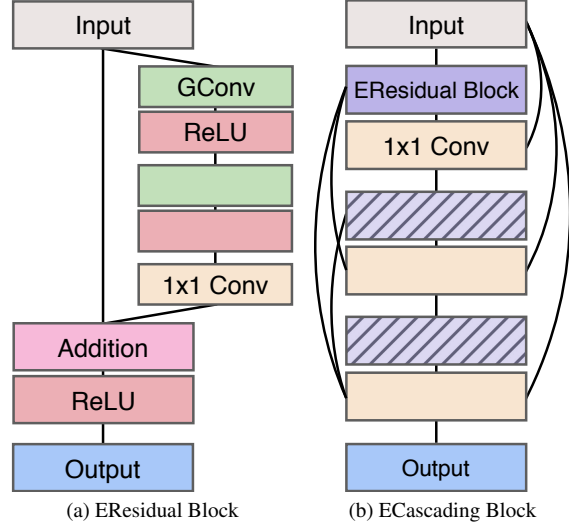 Input
GConv
ReLU
1x1 Conv
Addition
ReLU
Output
(a) EResidual Block
Input
EResidual Block
1x1 Conv
Output
(b) ECascading Block